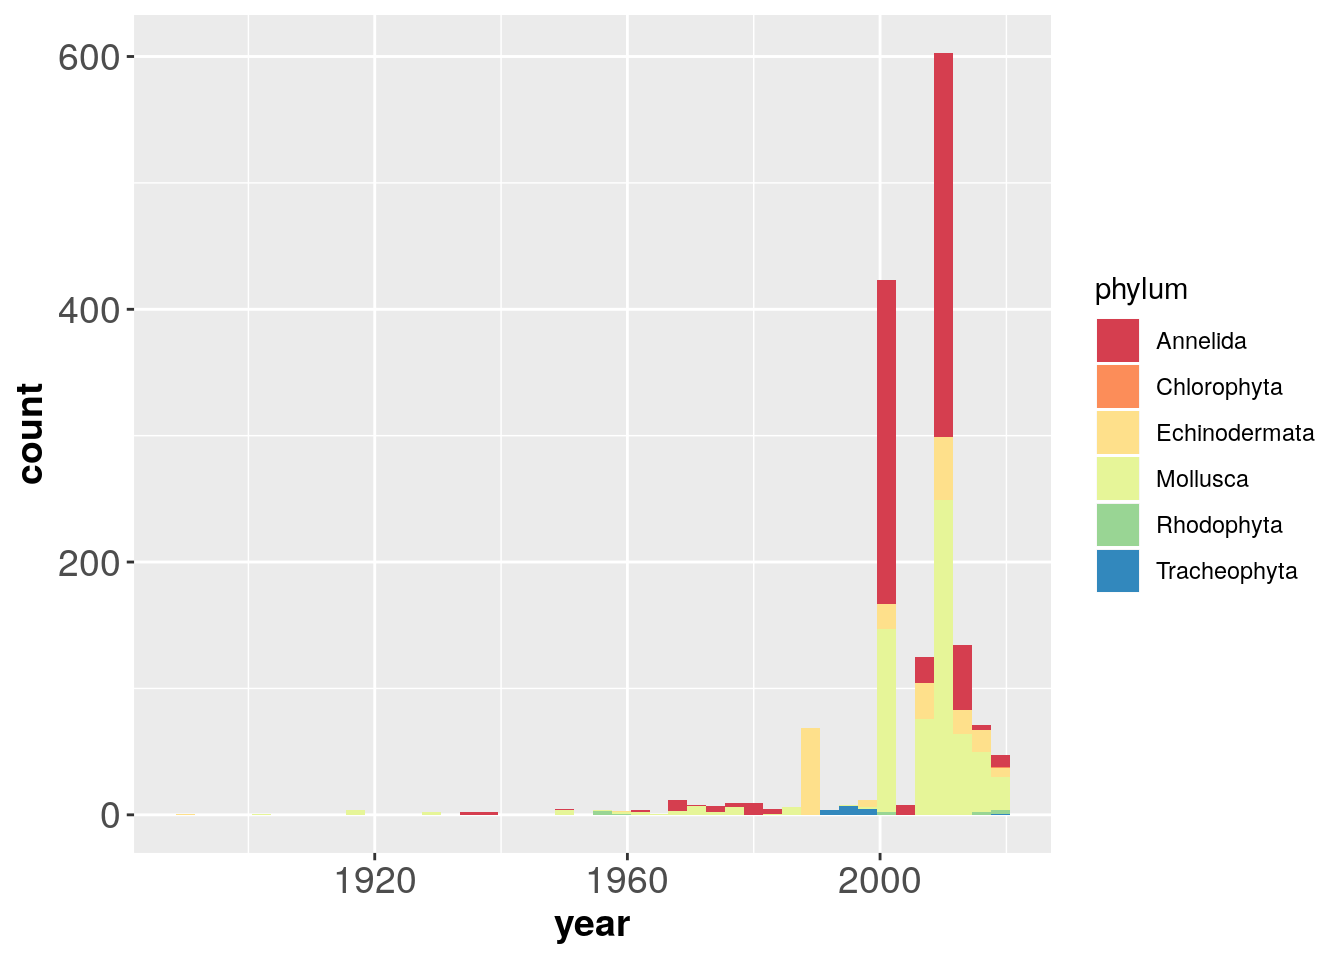 600
400
200
0
count
1920
1960
2000
year
phylum
Annelida
Chlorophyta
Echinodermata
Mollusca
Rhodophyta
Tracheophyta